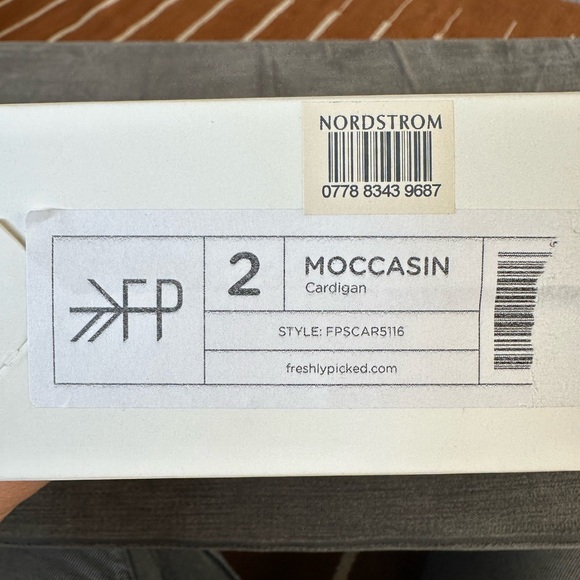 NORDSTROM
0778 8343 9687
FP
2
MOCCASIN
Cardigan
STYLE: FPSCAR5116
freshlypicked.com